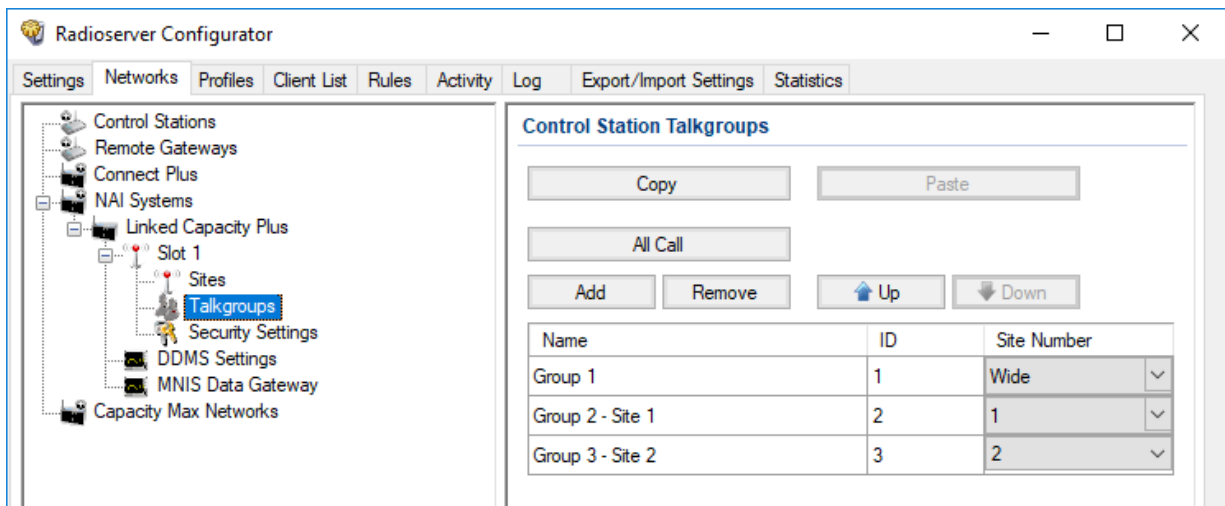 Radioserver Configurator
Settings Networks Profiles Client List Rules Activity Log Export/Import Settings Statistics
Control Stations
Remote Gateways
Connect Plus
NAI Systems
Linked Capacity Plus
Slot 1
Sites
Talkgroups
Security Settings
DDMS Settings
MNIS Data Gateway
Capacity Max Networks
Control Station Talkgroups
Copy Paste
All Call
Add Remove Up Down
Name ID Site Number
Group 1 1 Wide
Group 2 - Site 1 2 1
Group 3 - Site 2 3 2